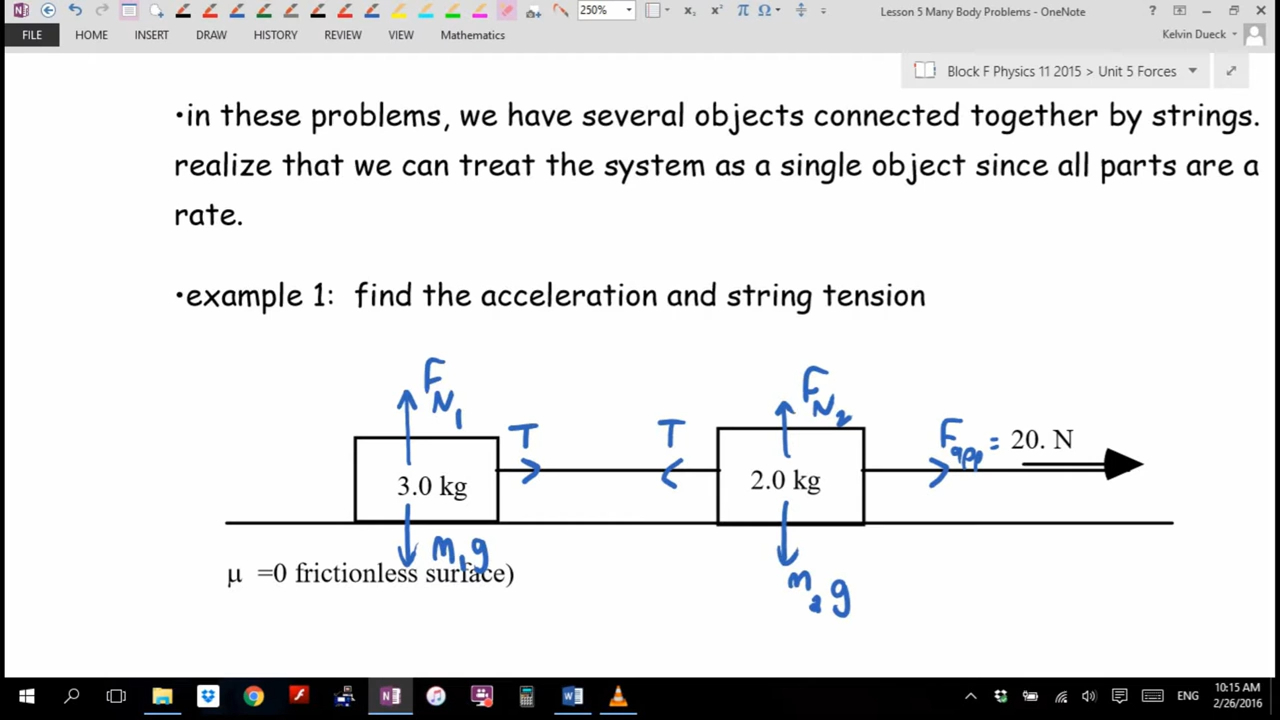 250%
Lesson 5 Many Body Problems - OneNote
FILE HOME INSERT DRAW HISTORY REVIEW VIEW Mathematics
Kelvin Dueck
Block F Physics 11 2015 > Unit 5 Forces
•in these problems, we have several objects connected together by strings.
realize that we can treat the system as a single object since all parts are a
rate.
•example 1: find the acceleration and string tension
F N 1
F N 2
T
T
F app = 20. N
3.0 kg
2.0 kg
m1g
μ =0 frictionless surface)
m2g
ENG
10:15 AM
2/26/2016